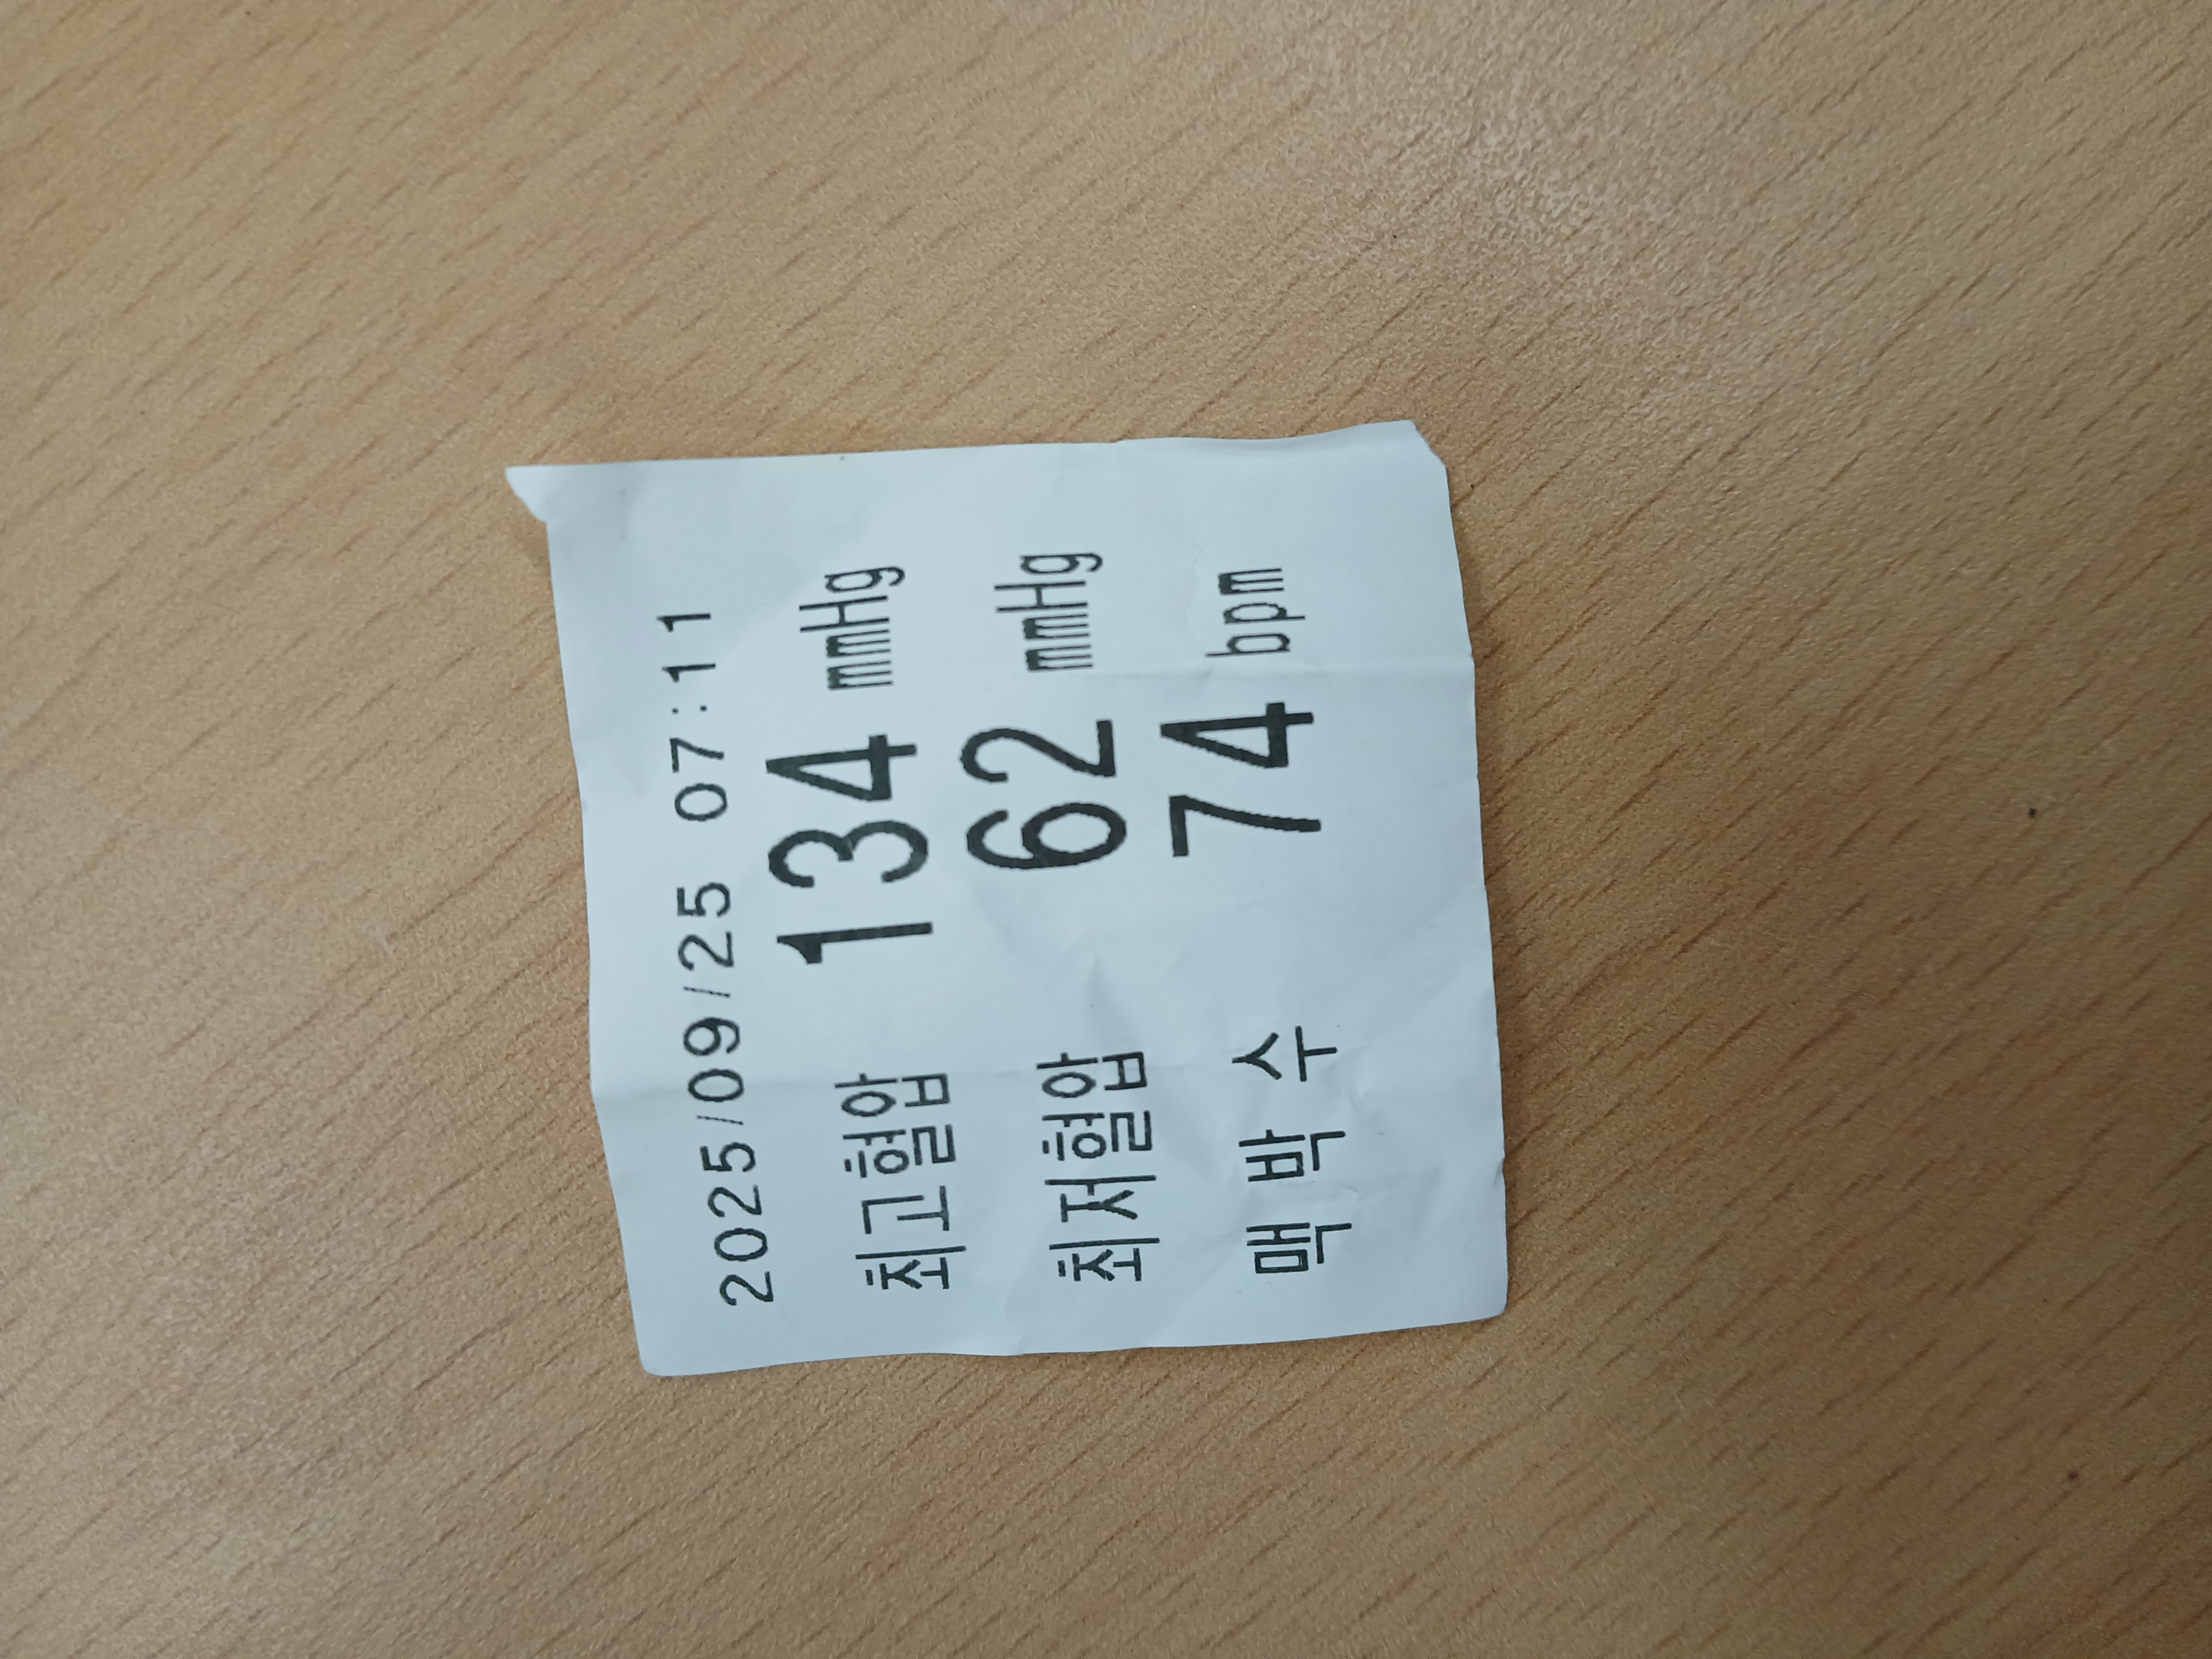 2025/09/25 07:11
최고혈압 134 mmHg
최저혈압 62 mmHg
맥 박 수 74 bpm